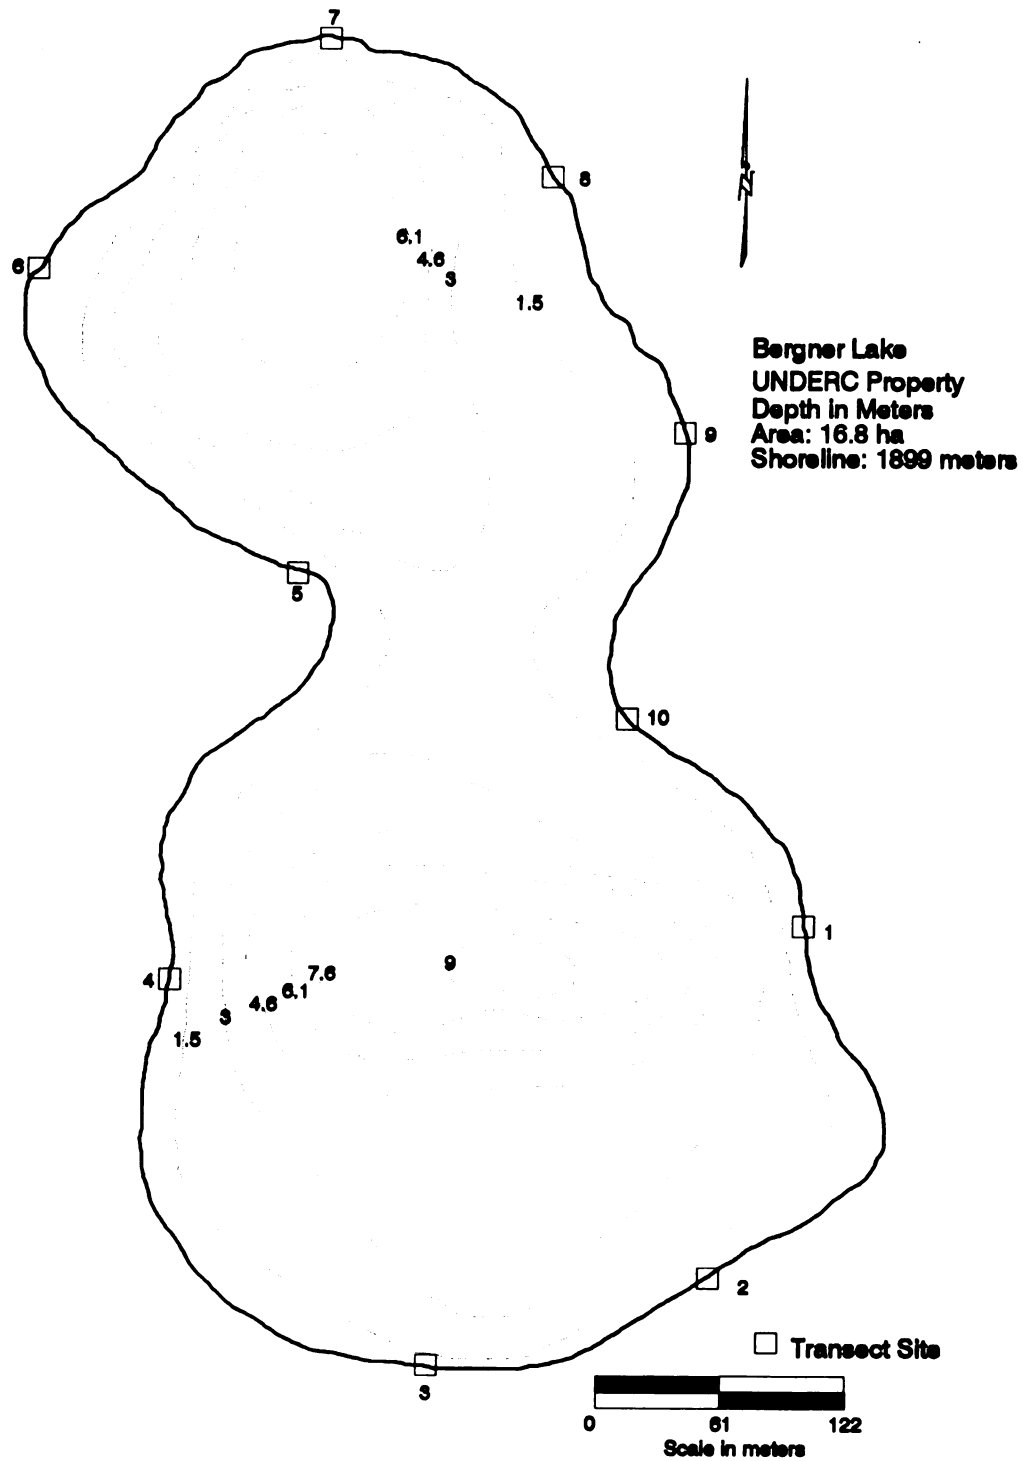 7
8
6
6.1
4.6
3
1.5
N
Bergner Lake
UNDERC Property
Depth in Meters
Area: 16.8 ha
Shoreline: 1899 meters
9
5
10
1
4
9
7.6
6.1
4.6
3
1.5
2
Transect Site
3
0 61 122
Scale in meters